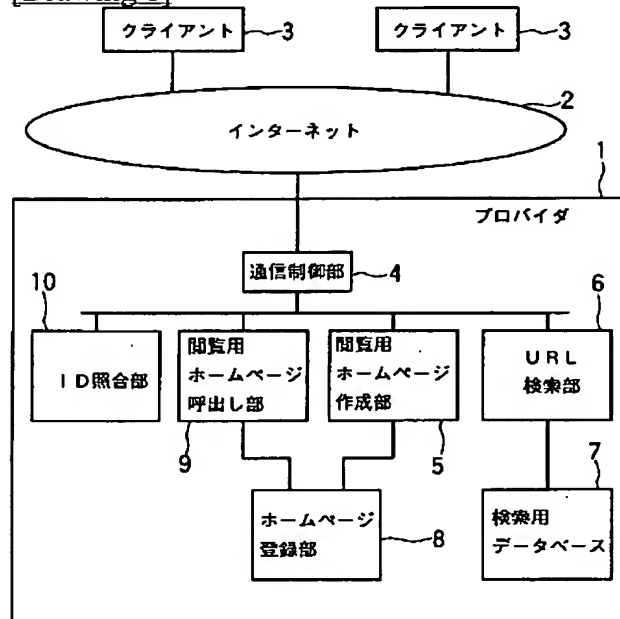 [Drawing 1]
クライアント 3
クライアント 3
2
インターネット
1
プロバイダ
通信制御部 4
10
6
ID照合部
閲覧用
ホームページ
呼出し部
閲覧用
ホームページ
作成部
URL
検索部
9
5
7
ホームページ
登録部
8
検索用
データベース